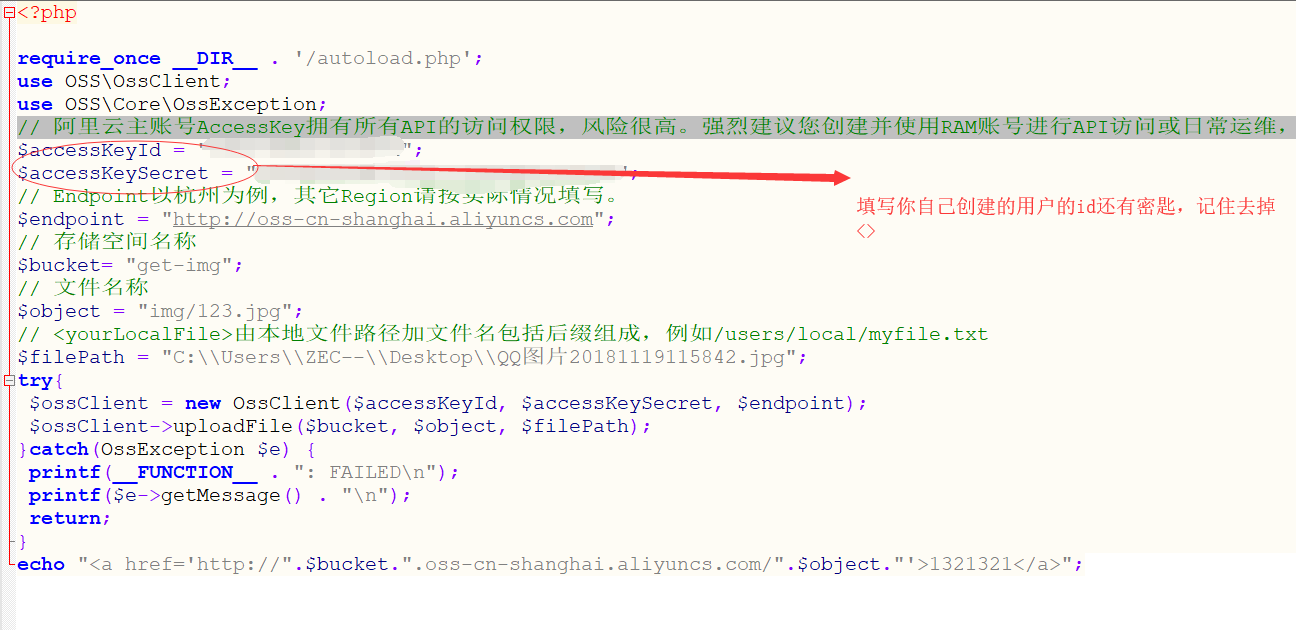 <?php
require_once __DIR__ . '/autoload.php';
use OSS\OssClient;
use OSS\Core\OssException;
// 阿里云主账号AccessKey拥有所有API的访问权限，风险很高。强烈建议您创建并使用RAM账号进行API访问或日常运维，
$accessKeyId = "";
$accessKeySecret = "";
// Endpoint以杭州为例，其它Region请按实际情况填写。
$endpoint = "http://oss-cn-shanghai.aliyuncs.com";
填写你自己创建的用户的id还有密匙，记住去掉
<>
// 存储空间名称
$bucket= "get-img";
// 文件名称
$object = "img/123.jpg";
// <yourLocalFile>由本地文件路径加文件名包括后缀组成，例如/users/local/myfile.txt
$filePath = "C:\\Users\\ZEC--\\Desktop\\QQ图片20181119115842.jpg";
try{
$ossClient = new OssClient($accessKeyId, $accessKeySecret, $endpoint);
$ossClient->uploadFile($bucket, $object, $filePath);
}catch(OssException $e) {
printf(__FUNCTION__ . ": FAILED\n");
printf($e->getMessage() . "\n");
return;
}
echo "<a href='http://".$bucket.".oss-cn-shanghai.aliyuncs.com/".$object."'>1321321</a>";